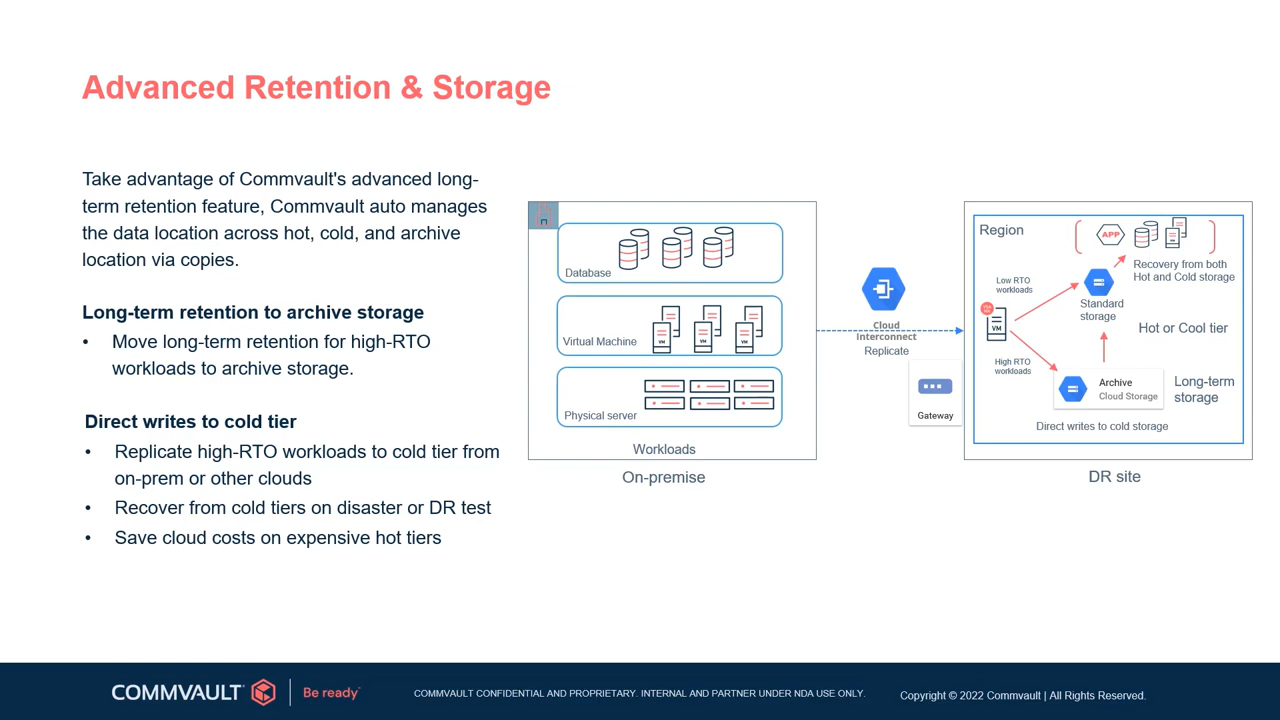 Advanced Retention & Storage
Take advantage of Commvault's advanced long-
term retention feature, Commvault auto manages
the data location across hot, cold, and archive
location via copies.
Long-term retention to archive storage
• Move long-term retention for high-RTO
workloads to archive storage.
Direct writes to cold tier
• Replicate high-RTO workloads to cold tier from
on-prem or other clouds
• Recover from cold tiers on disaster or DR test
• Save cloud costs on expensive hot tiers
Database
Virtual Machine
VM VM VM
Physical server
Workloads
On-premise
Cloud
Interconnect
Replicate
Gateway
Region
APP
Recovery from both
Hot and Cold storage
Low RTO
workloads
Standard
storage
Hot or Cool tier
VM
High RTO
workloads
Archive
Cloud Storage
Long-term
storage
Direct writes to cold storage
DR site
COMMVAULT
Be ready
COMMVAULT CONFIDENTIAL AND PROPRIETARY. INTERNAL AND PARTNER UNDER NDA USE ONLY.
Copyright © 2022 Commvault | All Rights Reserved.